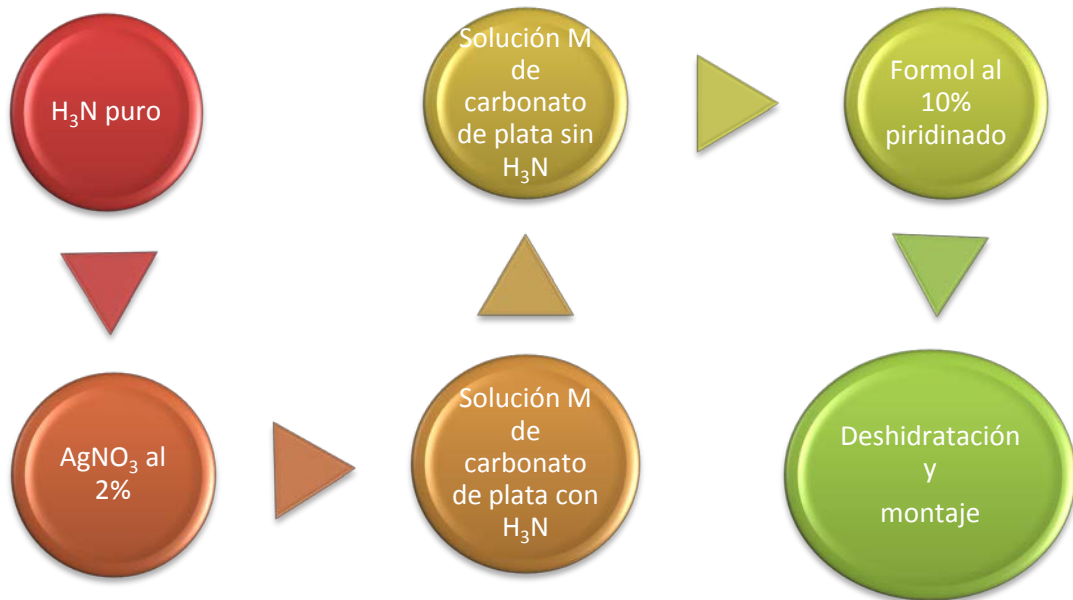 H₃N puro
AgNO₃ al
2%
Solución M
de
carbonato
de plata con
H₃N
Solución M
de
carbonato
de plata sin
H₃N
Formol al
10%
piridinado
Deshidratación
y
montaje